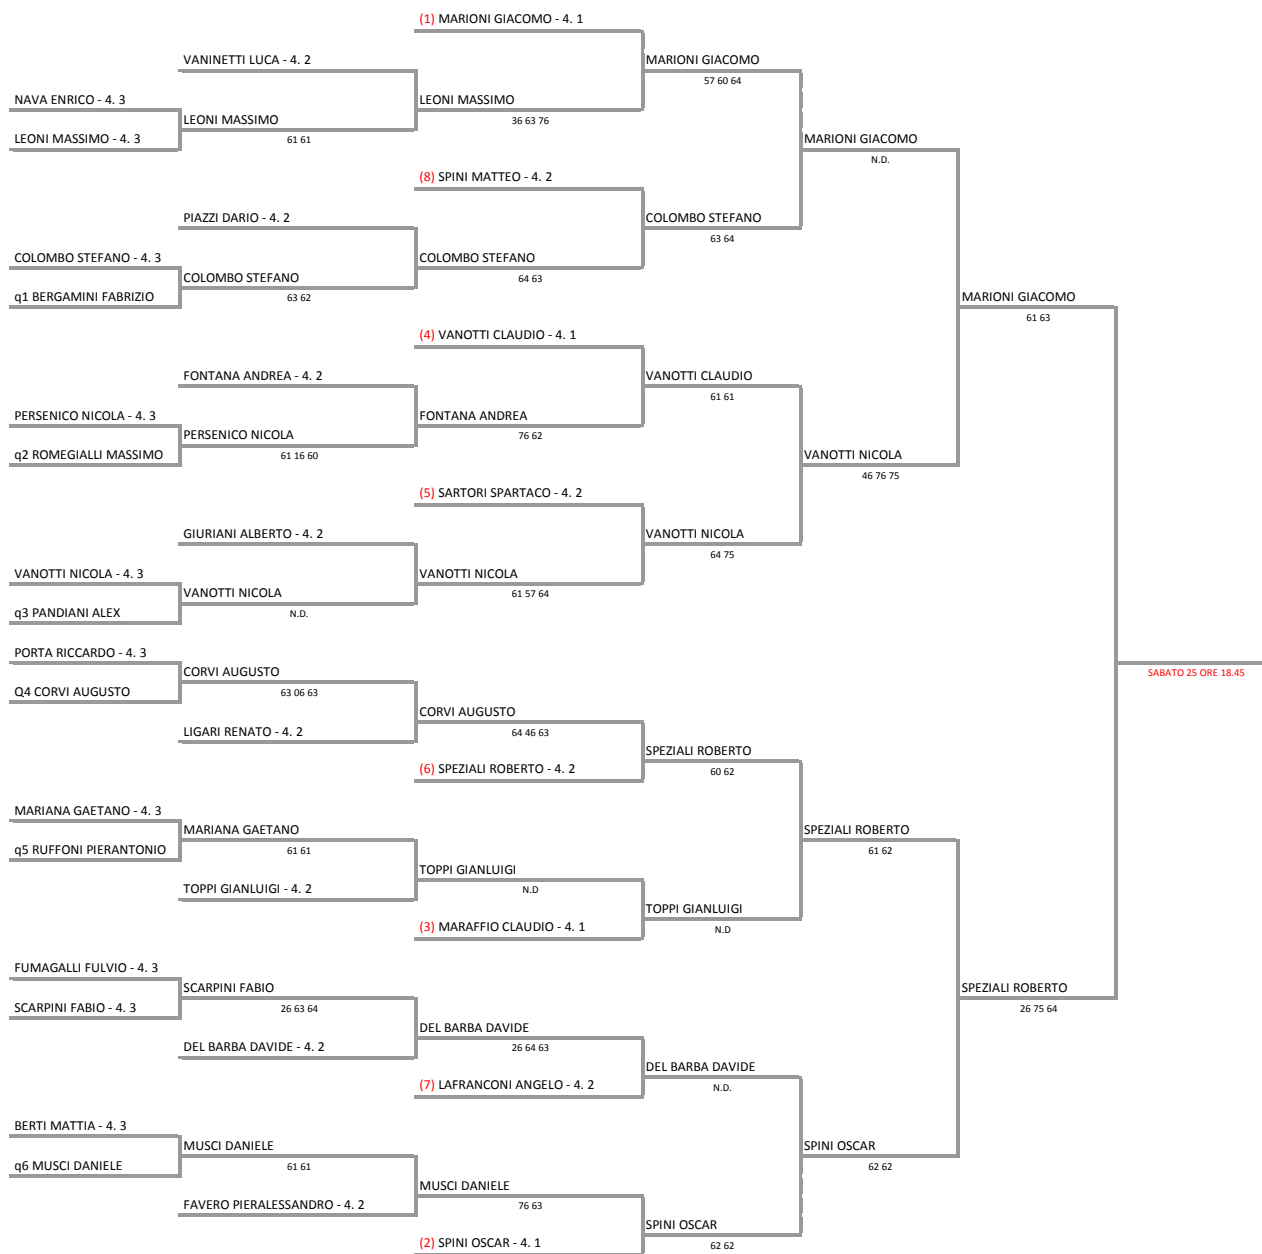 (1) MARIONI GIACOMO - 4. 1
VANINETTI LUCA - 4. 2
MARIONI GIACOMO
57 60 64
NAVA ENRICO - 4. 3
LEONI MASSIMO
36 63 76
LEONI MASSIMO
61 61
LEONI MASSIMO - 4. 3
MARIONI GIACOMO
N.D.
(8) SPINI MATTEO - 4. 2
PIAZZI DARIO - 4. 2
COLOMBO STEFANO
63 64
COLOMBO STEFANO - 4. 3
COLOMBO STEFANO
64 63
COLOMBO STEFANO
63 62
q1 BERGAMINI FABRIZIO
MARIONI GIACOMO
61 63
(4) VANOTTI CLAUDIO - 4. 1
FONTANA ANDREA - 4. 2
VANOTTI CLAUDIO
61 61
PERSENICO NICOLA - 4. 3
FONTANA ANDREA
76 62
PERSENICO NICOLA
61 16 60
q2 ROMEGIALLI MASSIMO
VANOTTI NICOLA
46 76 75
(5) SARTORI SPARTACO - 4. 2
GIURIANI ALBERTO - 4. 2
VANOTTI NICOLA
64 75
VANOTTI NICOLA - 4. 3
VANOTTI NICOLA
61 57 64
VANOTTI NICOLA
N.D.
q3 PANDIANI ALEX
PORTA RICCARDO - 4. 3
CORVI AUGUSTO
63 06 63
SABATO 25 ORE 18.45
Q4 CORVI AUGUSTO
CORVI AUGUSTO
64 46 63
LIGARI RENATO - 4. 2
SPEZIALI ROBERTO
60 62
(6) SPEZIALI ROBERTO - 4. 2
MARIANA GAETANO - 4. 3
MARIANA GAETANO
61 61
SPEZIALI ROBERTO
61 62
q5 RUFFONI PIERANTONIO
TOPPI GIANLUIGI
N.D
TOPPI GIANLUIGI - 4. 2
TOPPI GIANLUIGI
N.D
(3) MARAFFIO CLAUDIO - 4. 1
FUMAGALLI FULVIO - 4. 3
SCARPINI FABIO
26 63 64
SPEZIALI ROBERTO
26 75 64
SCARPINI FABIO - 4. 3
DEL BARBA DAVIDE
26 64 63
DEL BARBA DAVIDE - 4. 2
DEL BARBA DAVIDE
N.D.
(7) LAFRANCONI ANGELO - 4. 2
BERTI MATTIA - 4. 3
MUSCI DANIELE
61 61
SPINI OSCAR
62 62
q6 MUSCI DANIELE
MUSCI DANIELE
76 63
FAVERO PIERALESSANDRO - 4. 2
SPINI OSCAR
62 62
(2) SPINI OSCAR - 4. 1